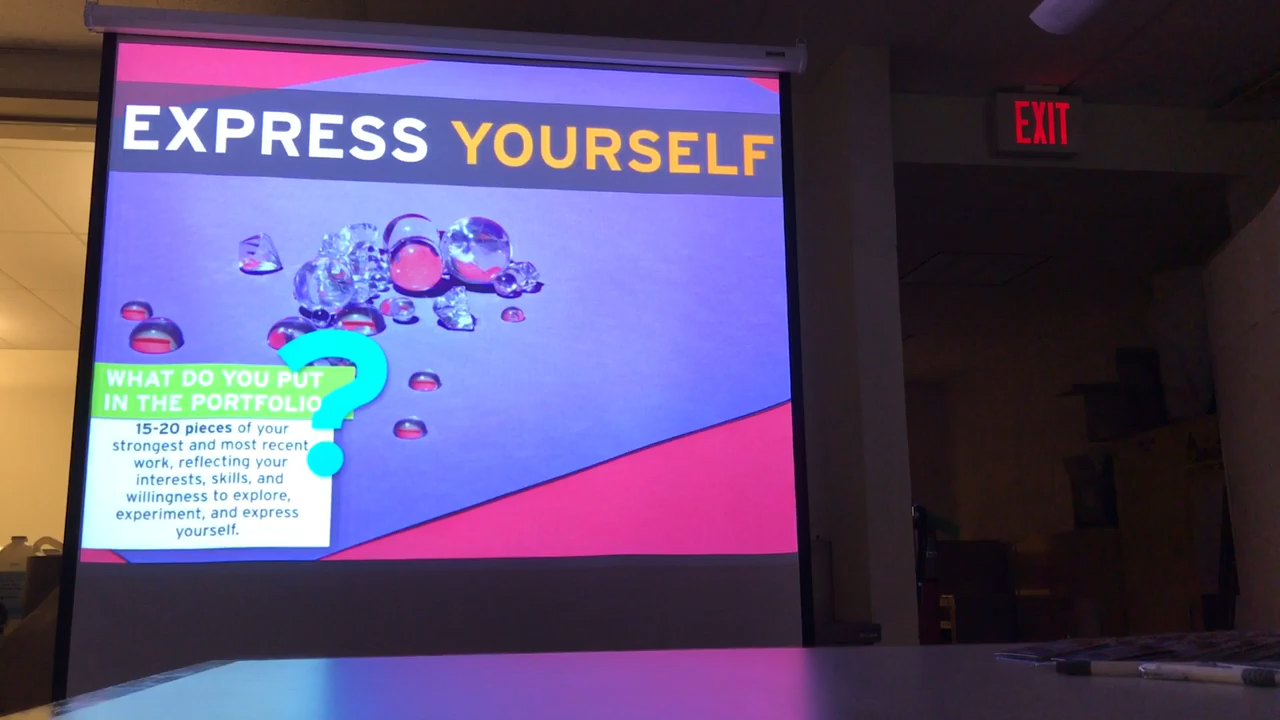 EXPRESS YOURSELF
EXIT
WHAT DO YOU PUT
IN THE PORTFOLIO
?
15-20 pieces of your
strongest and most recent
work, reflecting your
interests, skills, and
willingness to explore,
experiment, and express
yourself.